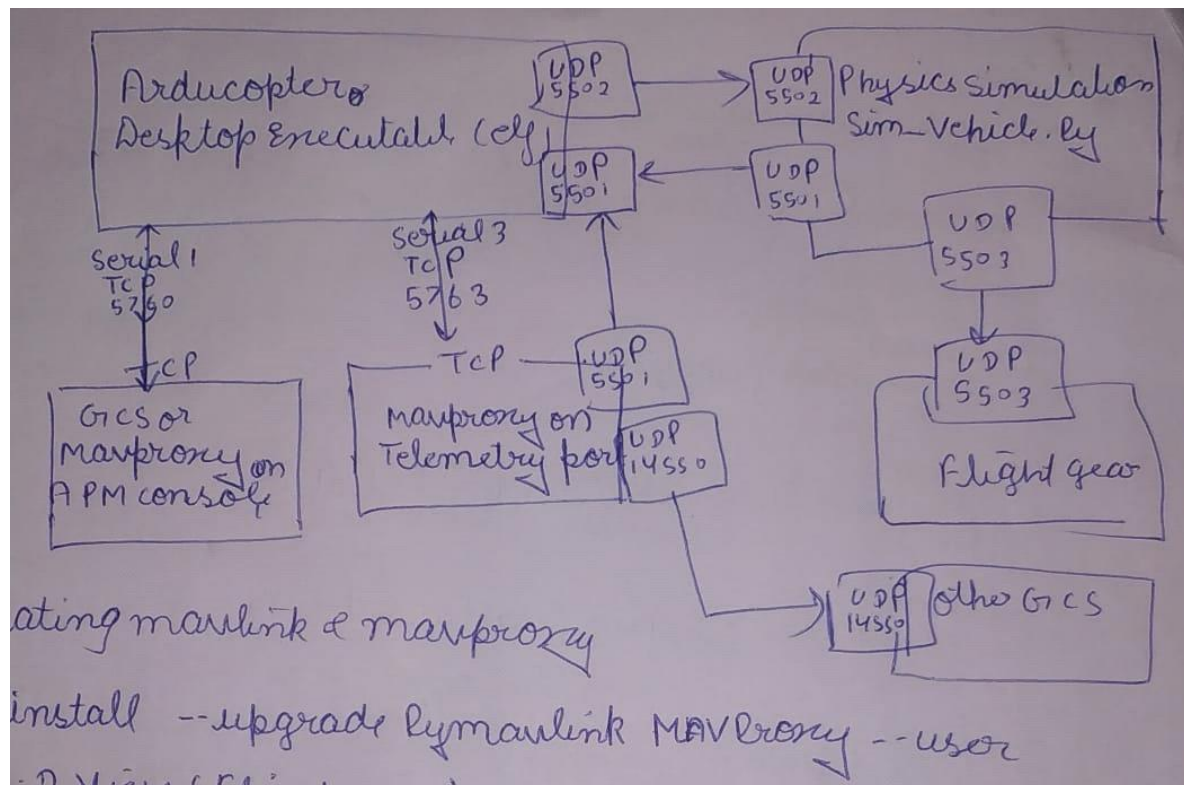 Arducopter
Desktop Executabl (elf)
UDP
5502
UDP
5501
UDP
5502
Physics Simulation
Sim_Vehicle.Py
UDP
5501
UDP
5503
UDP
5503
Flight gear
Serial 1
TCP
5760
TCP
GCS or
Mavproxy on
APM console
Serial 3
TCP
5763
TCP
UDP
5501
mavproxy on
Telemetry port
UDP
14550
UDP
14550
other GCS
ating mavlink & mavproxy
install --upgrade Pymavlink MAVProxy --user